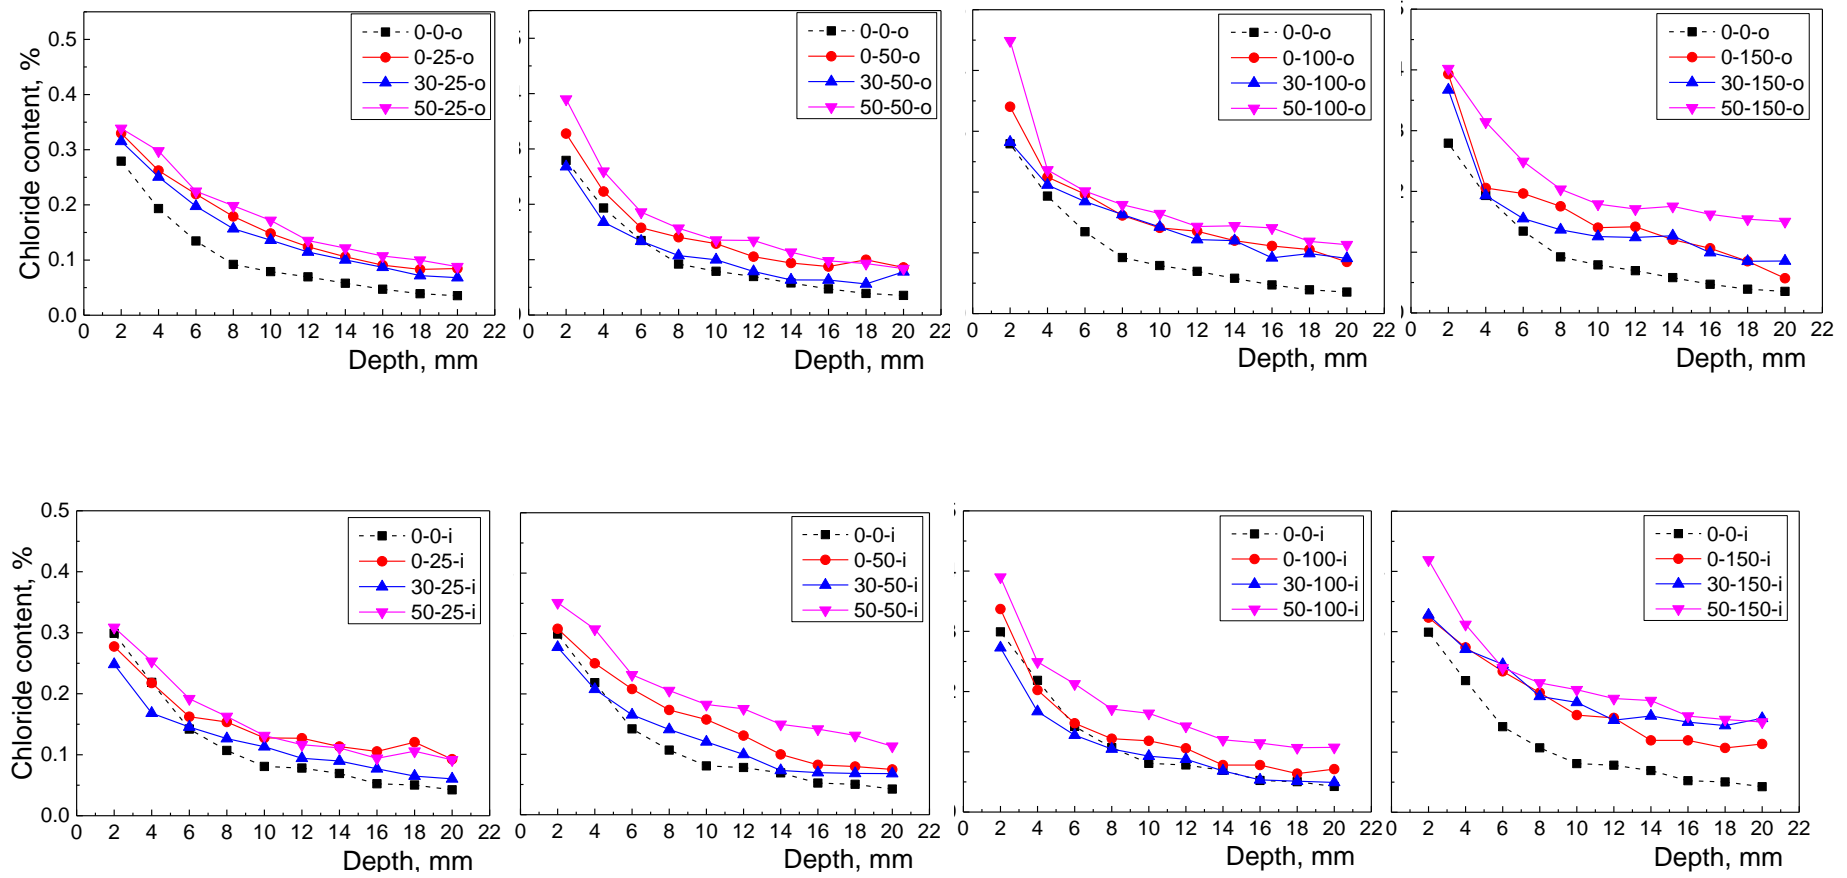 0.5
0.4
0.3
0.2
0.1
0.0
Chloride content, %
0-0-o
0-25-o
30-25-o
50-25-o
0 2 4 6 8 10 12 14 16 18 20 22
Depth, mm
0-0-o
0-50-o
30-50-o
50-50-o
0 2 4 6 8 10 12 14 16 18 20 22
Depth, mm
0-0-o
0-100-o
30-100-o
50-100-o
0 2 4 6 8 10 12 14 16 18 20 22
Depth, mm
0-0-o
0-150-o
30-150-o
50-150-o
0 2 4 6 8 10 12 14 16 18 20 22
Depth, mm
0.5
0.4
0.3
0.2
0.1
0.0
Chloride content, %
0-0-i
0-25-i
30-25-i
50-25-i
0 2 4 6 8 10 12 14 16 18 20 22
Depth, mm
0-0-i
0-50-i
30-50-i
50-50-i
0 2 4 6 8 10 12 14 16 18 20 22
Depth, mm
0-0-i
0-100-i
30-100-i
50-100-i
0 2 4 6 8 10 12 14 16 18 20 22
Depth, mm
0-0-i
0-150-i
30-150-i
50-150-i
0 2 4 6 8 10 12 14 16 18 20 22
Depth, mm